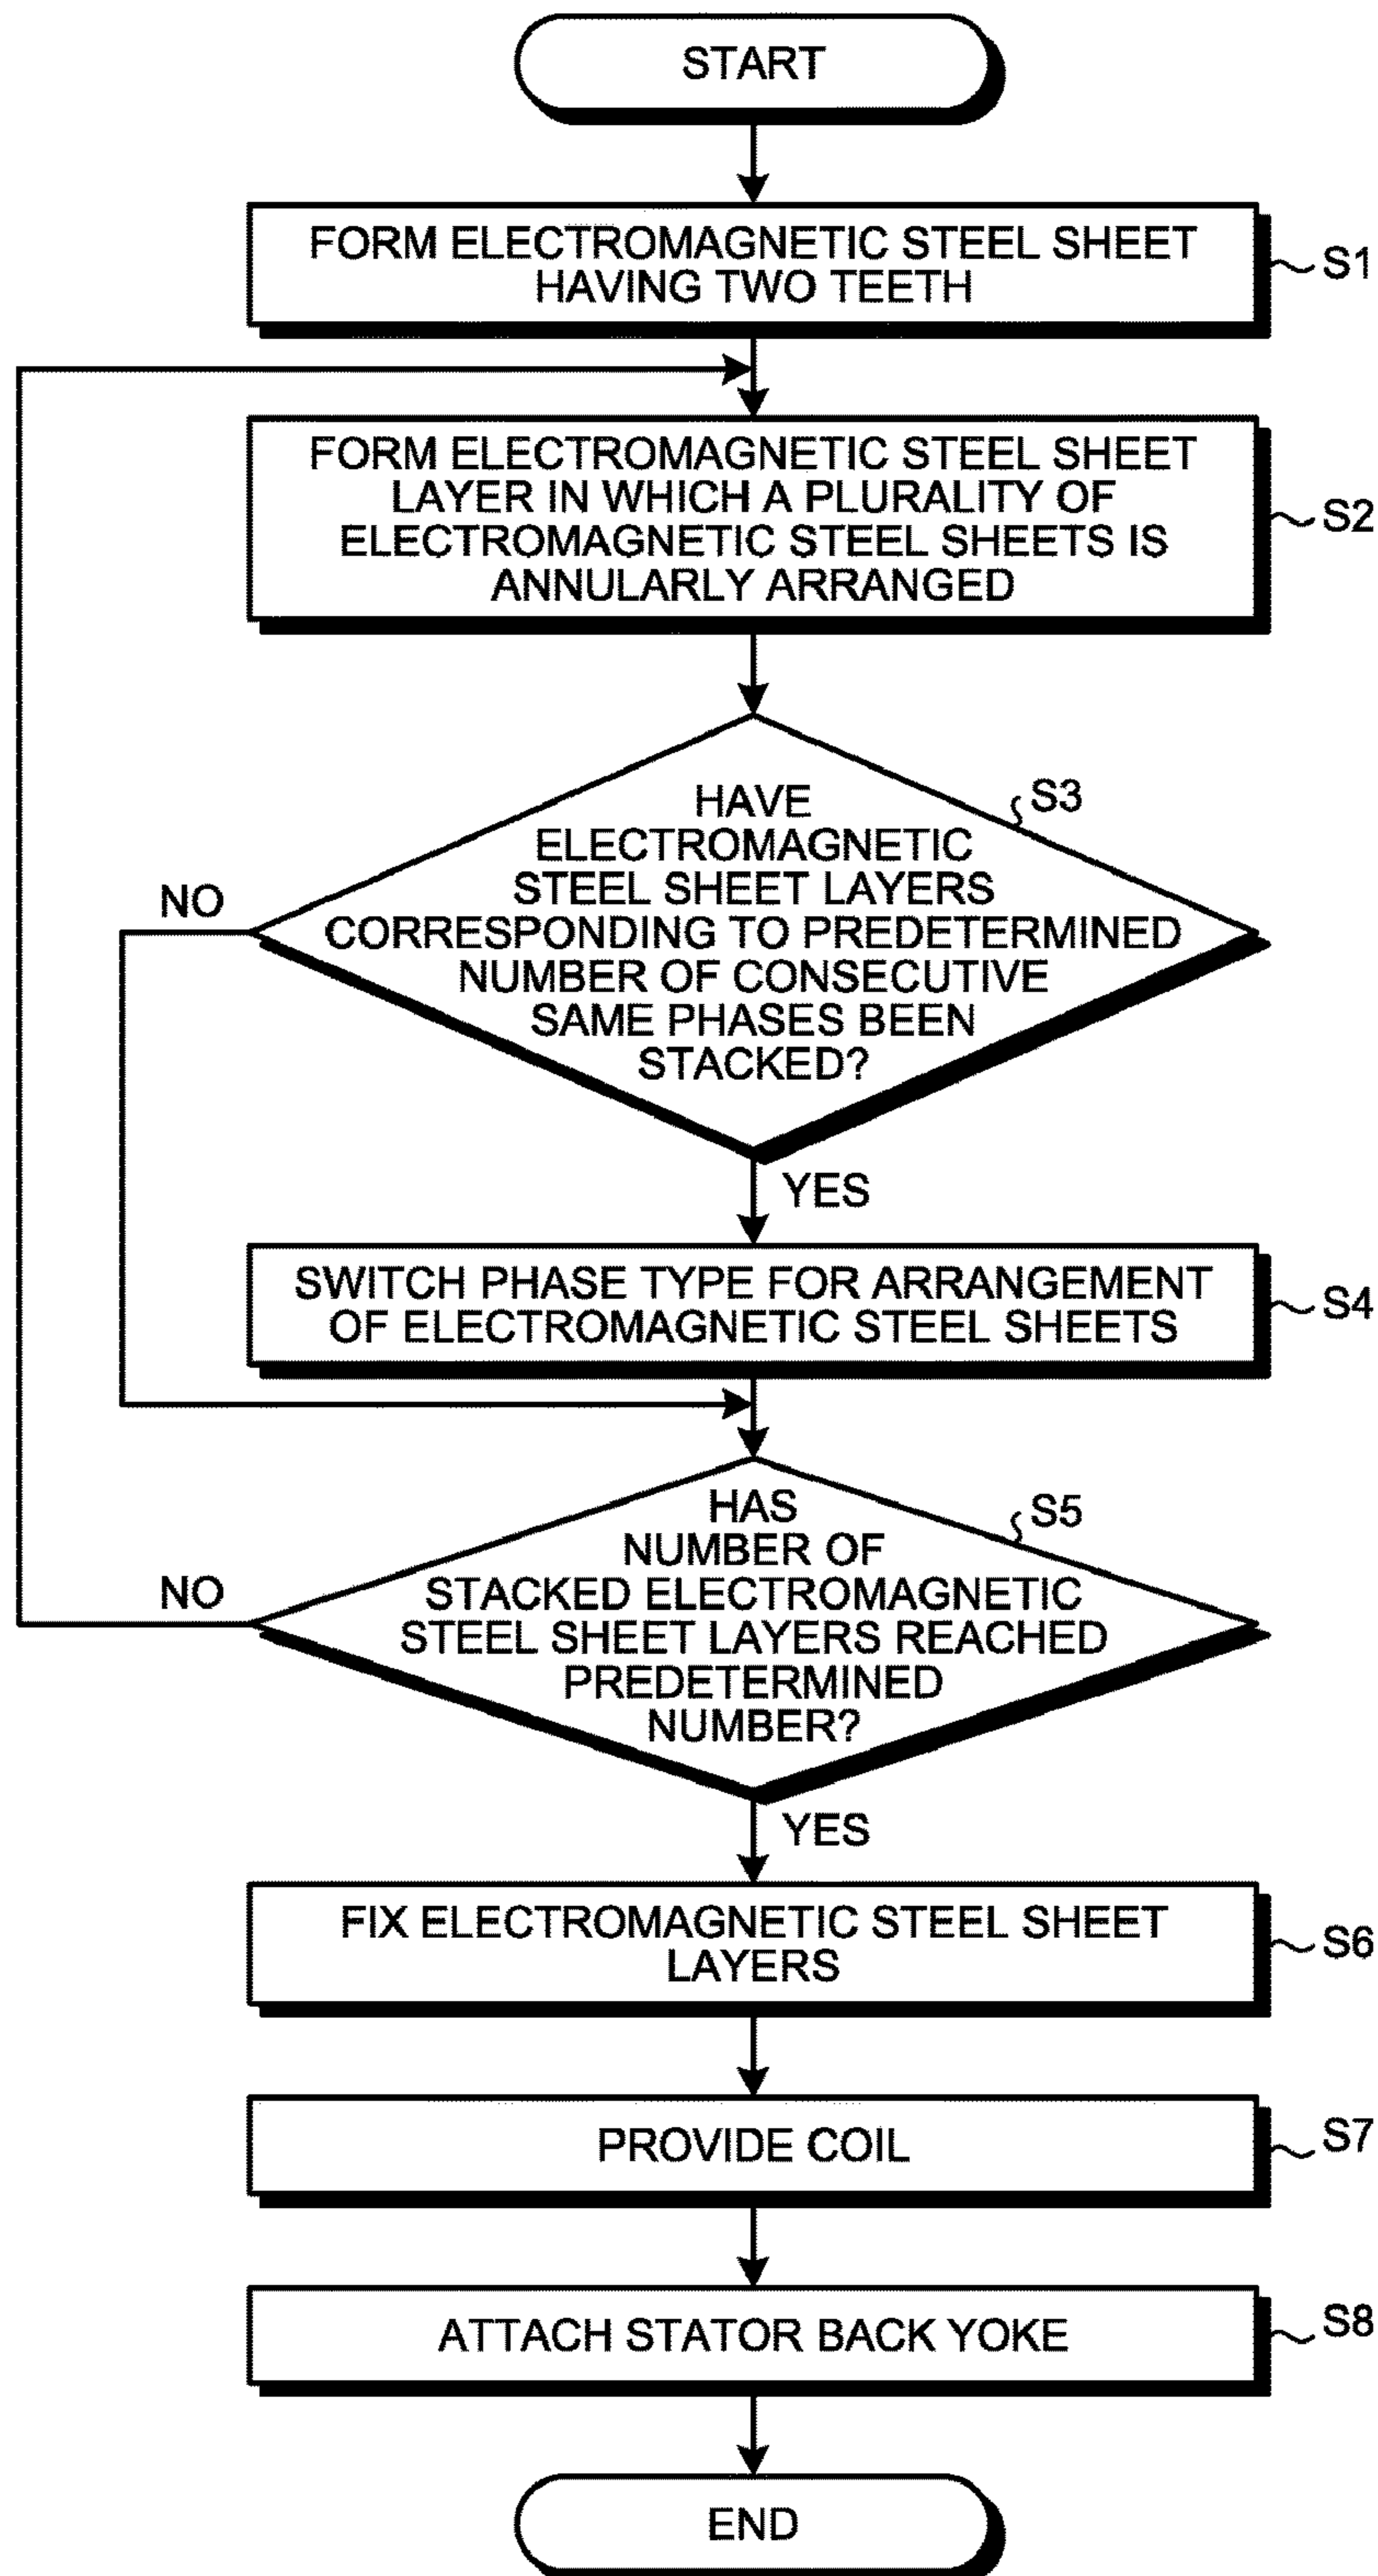 START
FORM ELECTROMAGNETIC STEEL SHEET
HAVING TWO TEETH
S1
FORM ELECTROMAGNETIC STEEL SHEET
LAYER IN WHICH A PLURALITY OF
ELECTROMAGNETIC STEEL SHEETS IS
ANNULARLY ARRANGED
S2
HAVE
ELECTROMAGNETIC
STEEL SHEET LAYERS
CORRESPONDING TO PREDETERMINED
NUMBER OF CONSECUTIVE
SAME PHASES BEEN
STACKED?
S3
NO
YES
SWITCH PHASE TYPE FOR ARRANGEMENT
OF ELECTROMAGNETIC STEEL SHEETS
S4
HAS
NUMBER OF
STACKED ELECTROMAGNETIC
STEEL SHEET LAYERS REACHED
PREDETERMINED
NUMBER?
S5
NO
YES
FIX ELECTROMAGNETIC STEEL SHEET
LAYERS
S6
PROVIDE COIL
S7
ATTACH STATOR BACK YOKE
S8
END